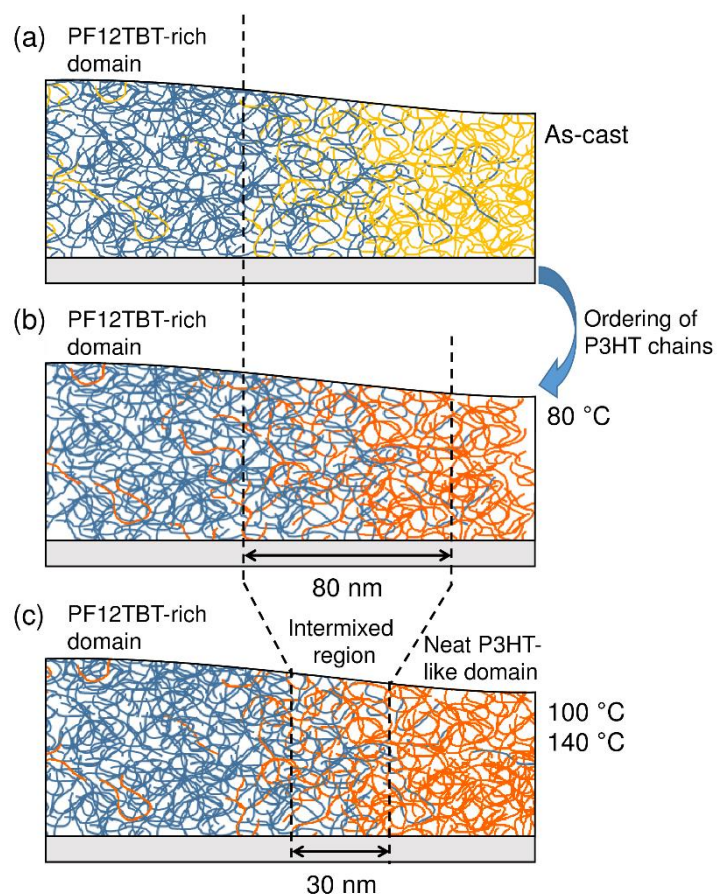 (a) PF12TBT-rich
domain
As-cast
Ordering of
P3HT chains
(b) PF12TBT-rich
domain
80 °C
80 nm
(c) PF12TBT-rich
domain
Intermixed
region
Neat P3HT-
like domain
100 °C
140 °C
30 nm